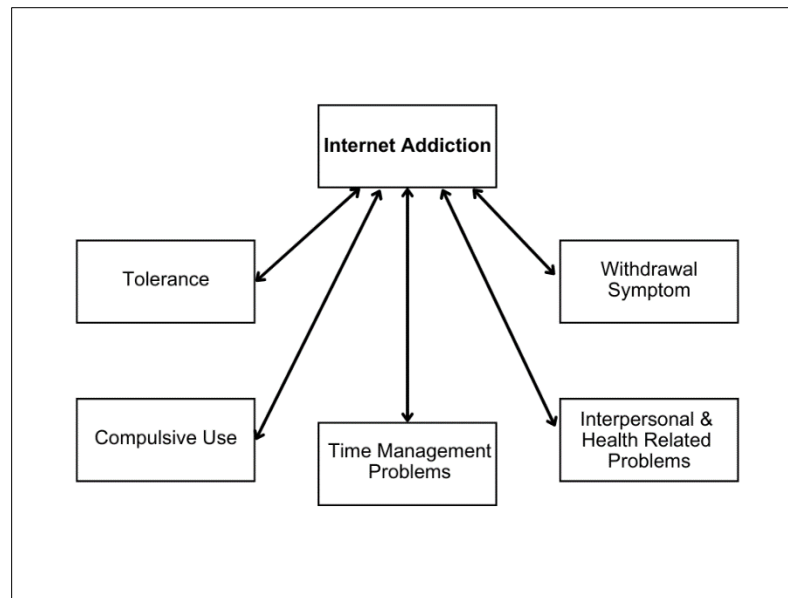 Internet Addiction
Tolerance
Withdrawal
Symptom
Compulsive Use
Time Management
Problems
Interpersonal &
Health Related
Problems